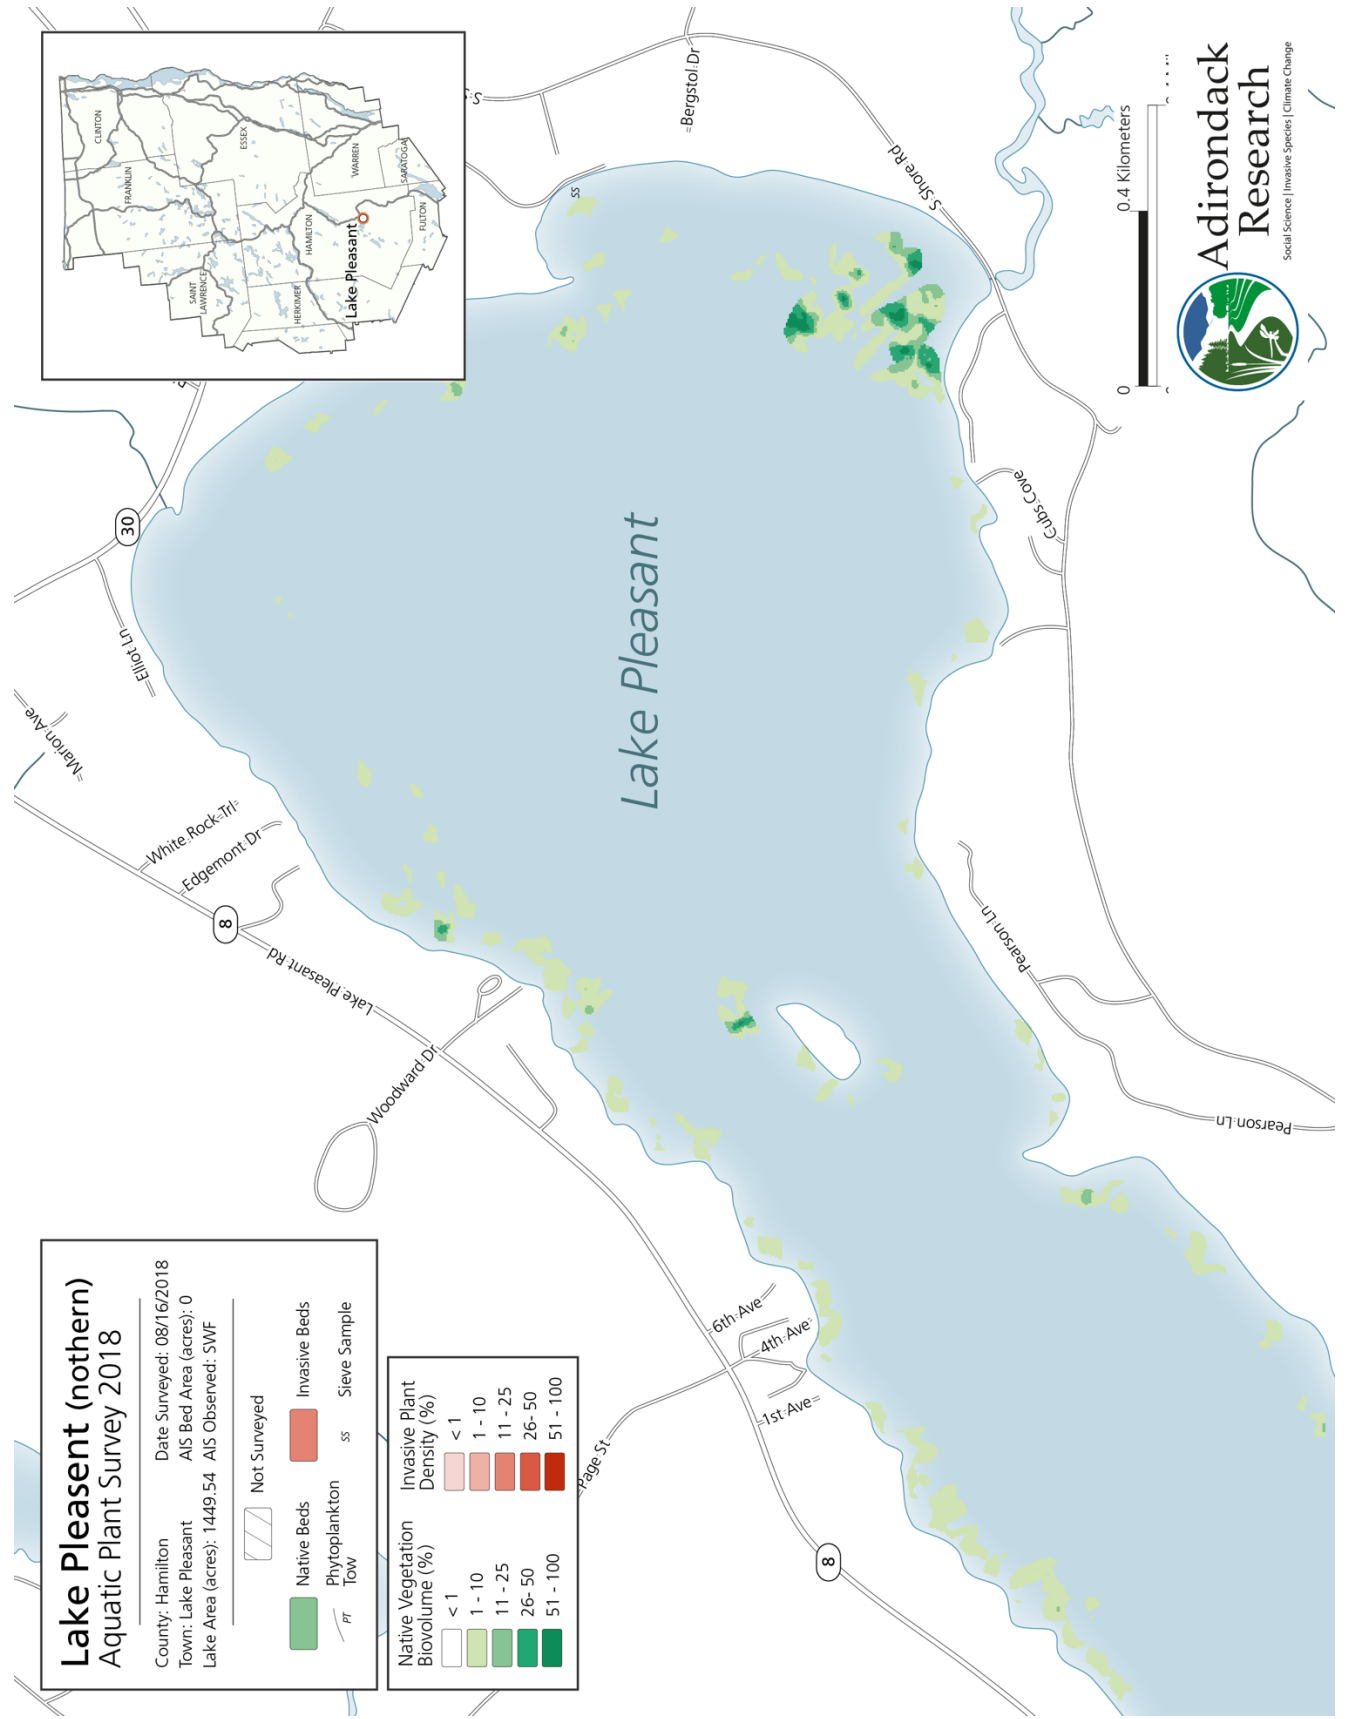 Lake Pleasent (nothern)
Aquatic Plant Survey 2018
County: Hamilton
Date Surveyed: 08/16/2018
Town: Lake Pleasant
AIS Bed Area (acres): 0
Lake Area (acres): 1449.54
AIS Observed: SWF
Not Surveyed
Native Beds
Invasive Beds
PT
Phytoplankton
Tow
ss
Sieve Sample
Native Vegetation
Biovolume (%)
< 1
1 - 10
11 - 25
26- 50
51 - 100
Invasive Plant
Density (%)
< 1
1 - 10
11 - 25
26- 50
51 - 100
CLINTON
FRANKLIN
ESSEX
SAINT
LAWRENCE
HAMILTON
HERKIMER
WARREN
SARATOGA
FULTON
Lake Pleasant
Marion Ave
Elliot Ln
30
White Rock Trl
Edgemont Dr
8
Lake Pleasant Rd
Woodward Dr
6th Ave
4th Ave
1st Ave
Page St
8
Lake Pleasant
ss
Bergstol Dr
S Shore Rd
Cubs Cove
Pearson Ln
Pearson Ln
0
0.4 Kilometers
Adirondack
Research
Social Science | Invasive Species | Climate Change